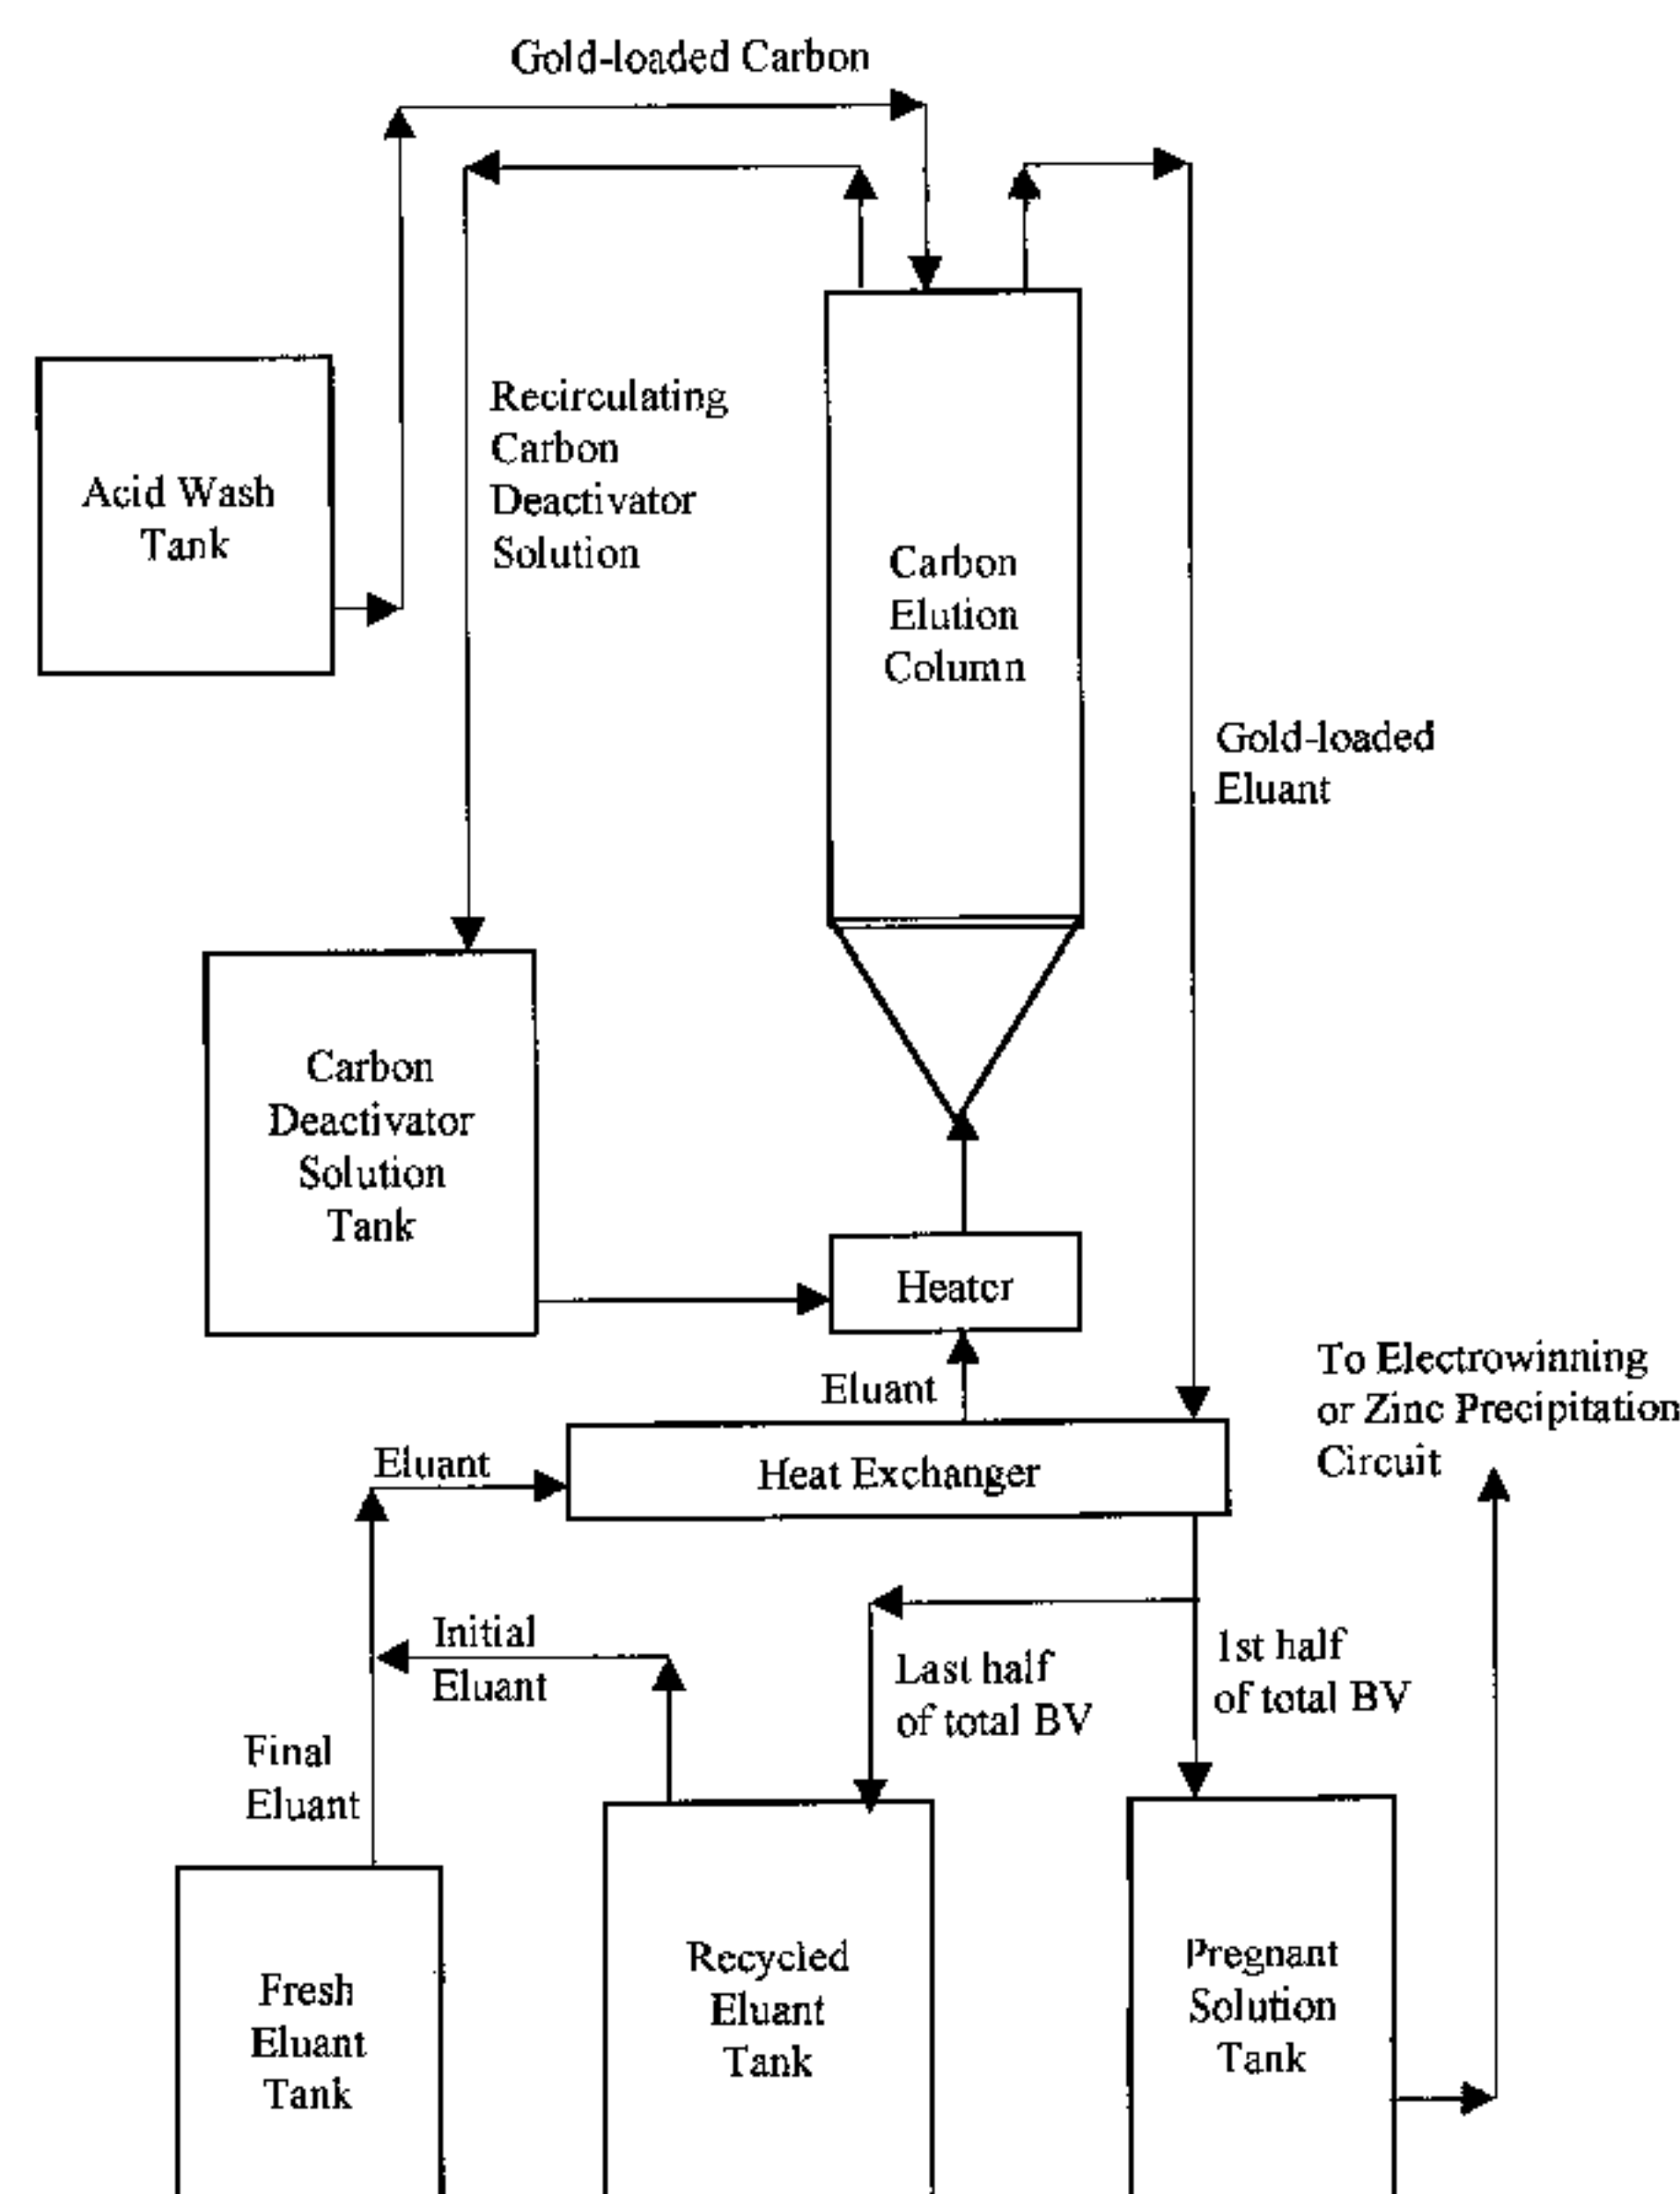 Gold-loaded Carbon
Recirculating
Carbon
Deactivator
Solution
Acid Wash
Tank
Carbon
Elution
Column
Gold-loaded
Eluant
Carbon
Deactivator
Solution
Tank
Heater
To Electrowinning
or Zinc Precipitation
Circuit
Eluant
Eluant
Heat Exchanger
Initial
Eluant
Last half
of total BV
1st half
of total BV
Final
Eluant
Fresh
Eluant
Tank
Recycled
Eluant
Tank
Pregnant
Solution
Tank